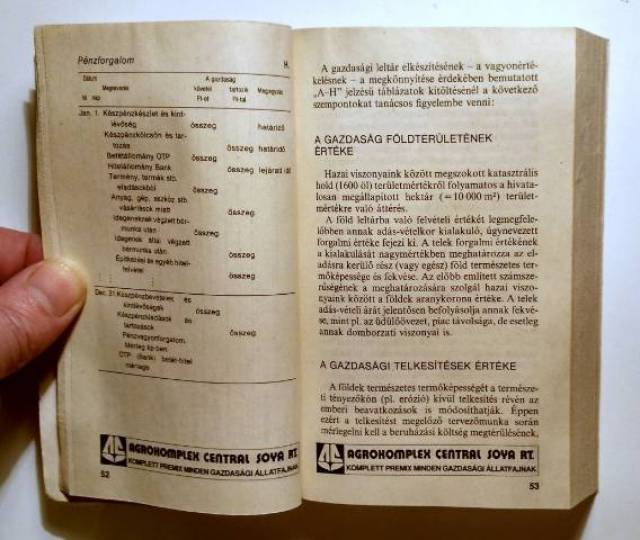 Pénzforgalom H.
Dátum A gazdaság
Megnevezés követel tartozik Megjegyzés
hó nap Ft-ot Ft-tal
Jan. 1. Készpénzkészlet és kint-
lévőség összeg határidő
Készpénzkölcsön és tar-
tozás összeg határidő
Betétállomány OTP összeg
Hitelállomány Bank összeg lejárati idő
Termény, termák stb.
eladásokból összeg
Anyag, gép, eszköz stb.
vásárlások miatt összeg
Idegeneknek végzett bér-
munka után összeg
Idegenek által végzett
bérmunka után összeg
Építkezési és egyéb hitel-
felvétel összeg
Dec. 31. Készpénzbevételek és
kintlévőségek összeg
Készpénzkiadások és
tartozások összeg
Pénzvagyonforgalom
Mérleg év-ben
OTP (Bank) betét-hitel
mérlege
AGROKOMPLEX CENTRAL SOYA RT.
KOMPLETT PREMIX MINDEN GAZDASÁGI ÁLLATFAJNAK
52
A gazdasági leltár elkészítésének – a vagyonérté-
kelésnek – a megkönnyítése érdekében bemutatott
„A–H” jelzésű táblázatok kitöltésénél a következő
szempontokat tanácsos figyelembe venni:
A GAZDASÁG FÖLDTERÜLETÉNEK
ÉRTÉKE
Hazai viszonyaink között megszokott katasztrális
hold (1600 öl) területmértékről folyamatos a hivata-
losan megállapított hektár (= 10 000 m²) terület-
mértékre való áttérés.
A föld leltárba való felvételi értékét legmegfele-
lőbben annak adás-vételkor kialakuló, úgynevezett
forgalmi értéke fejezi ki. A telek forgalmi értékének
a kialakulását nagymértékben meghatározza az el-
adásra kerülő rész (vagy egész) föld természetes ter-
mőképessége és fekvése. Az előbb említett számsze-
rűségének a meghatározására szolgál hazai viszo-
nyaink között a földek aranykorona értéke. A telek
adás-vételi árát jelentősen befolyásolja annak fekvé-
se, mint pl. az üdülőövezet, piac távolsága, de esetleg
annak domborzati viszonyai is.
A GAZDASÁGI TELKESÍTÉSEK ÉRTÉKE
A földek természetes termőképességét a természe-
ti tényezőkön (pl. erózió) kívül telkesítés révén az
emberi beavatkozások is módosíthatják. Éppen
ezért a telkesítést megelőző tervezőmunka során
mérlegelni kell a beruházási költség megtérülésének,
AGROKOMPLEX CENTRAL SOYA RT.
KOMPLETT PREMIX MINDEN GAZDASÁGI ÁLLATFAJNAK
53